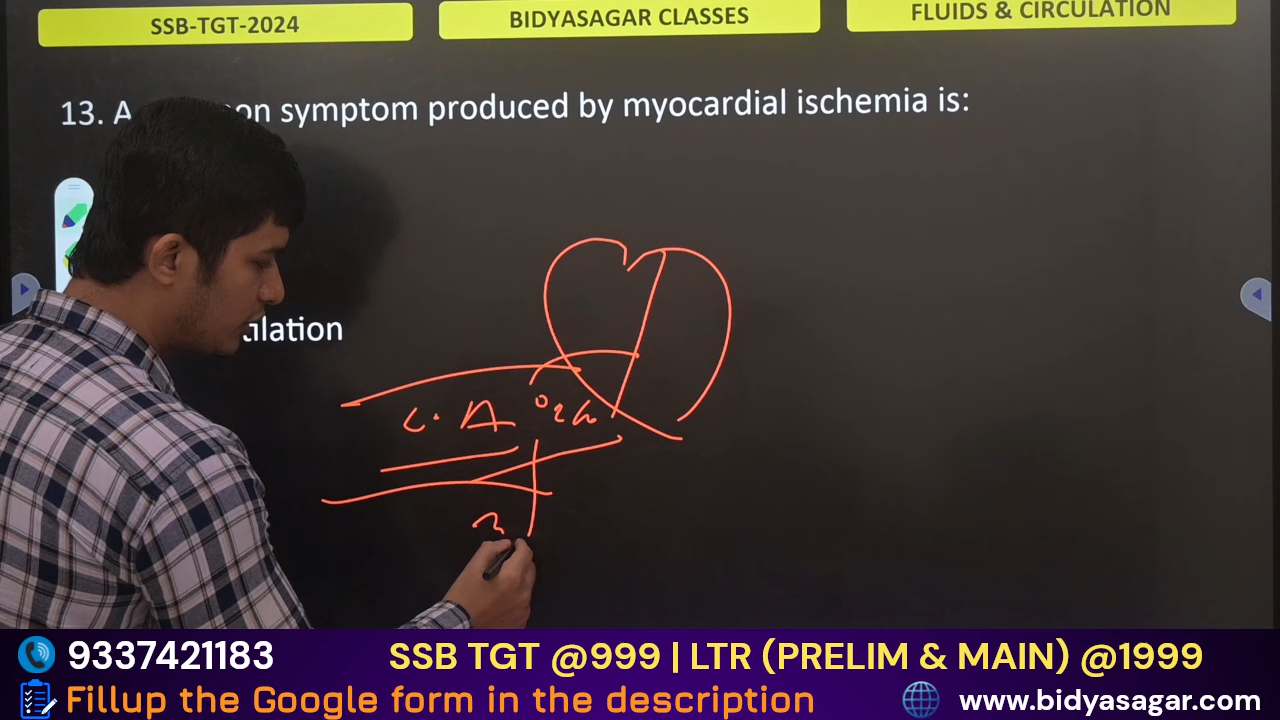 SSB-TGT-2024
BIDYASAGAR CLASSES
FLUIDS & CIRCULATION
13. A on symptom produced by myocardial ischemia is:
tilation
C. A
9337421183
SSB TGT @999 | LTR (PRELIM & MAIN) @1999
Fillup the Google form in the description
www.bidyasagar.com